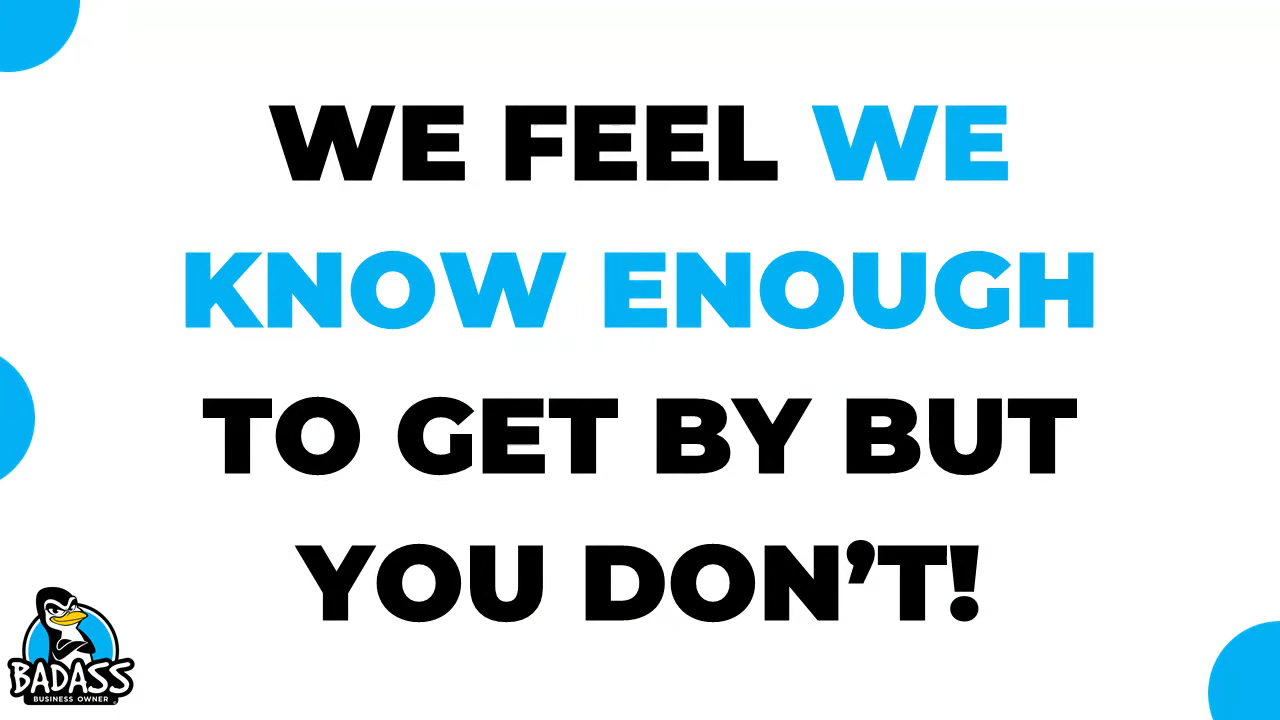 WE FEEL WE
KNOW ENOUGH
TO GET BY BUT
YOU DON’T!
BADASS
BUSINESS OWNER